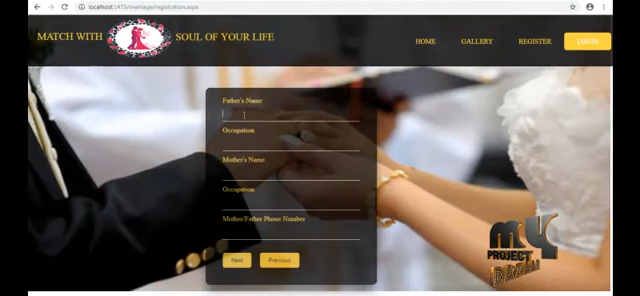 localhost:1475/marriage/registration.aspx
MATCH WITH SOUL OF YOUR LIFE
HOME GALLERY REGISTER LOGIN
Father's Name
Occupation
Mother's Name
Occupation
Mother/Father Phone Number
Next Previous
MY
PROJECT
BAZAAR